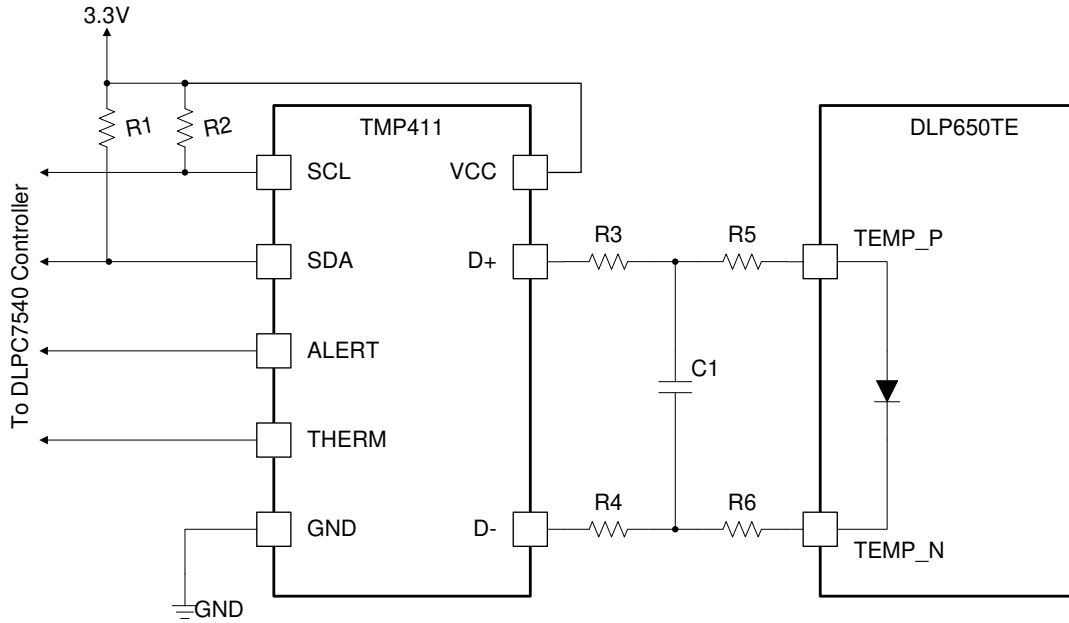 3.3V
R1
R2
TMP411
DLP650TE
SCL
VCC
TEMP_P
R3
R5
SDA
D+
To DLPC7540 Controller
ALERT
C1
THERM
R4
R6
GND
D-
TEMP_N
GND